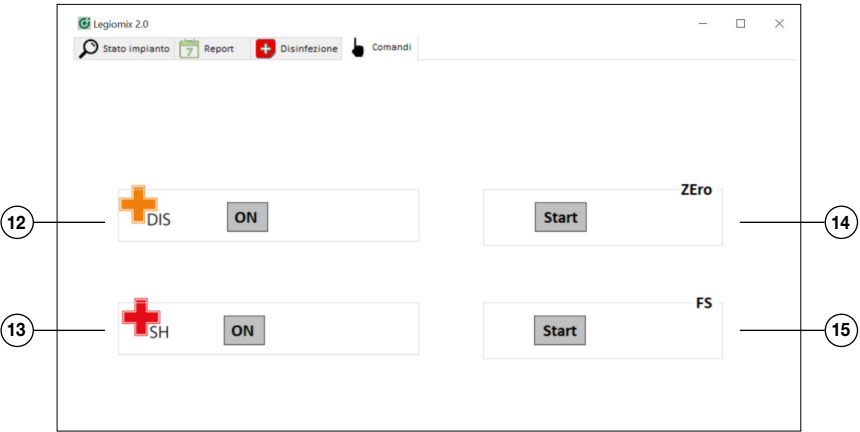 Legiomix 2.0
Stato impianto 7 Report Disinfezione Comandi
ZEro
12 DIS ON Start 14
FS
13 SH ON Start 15